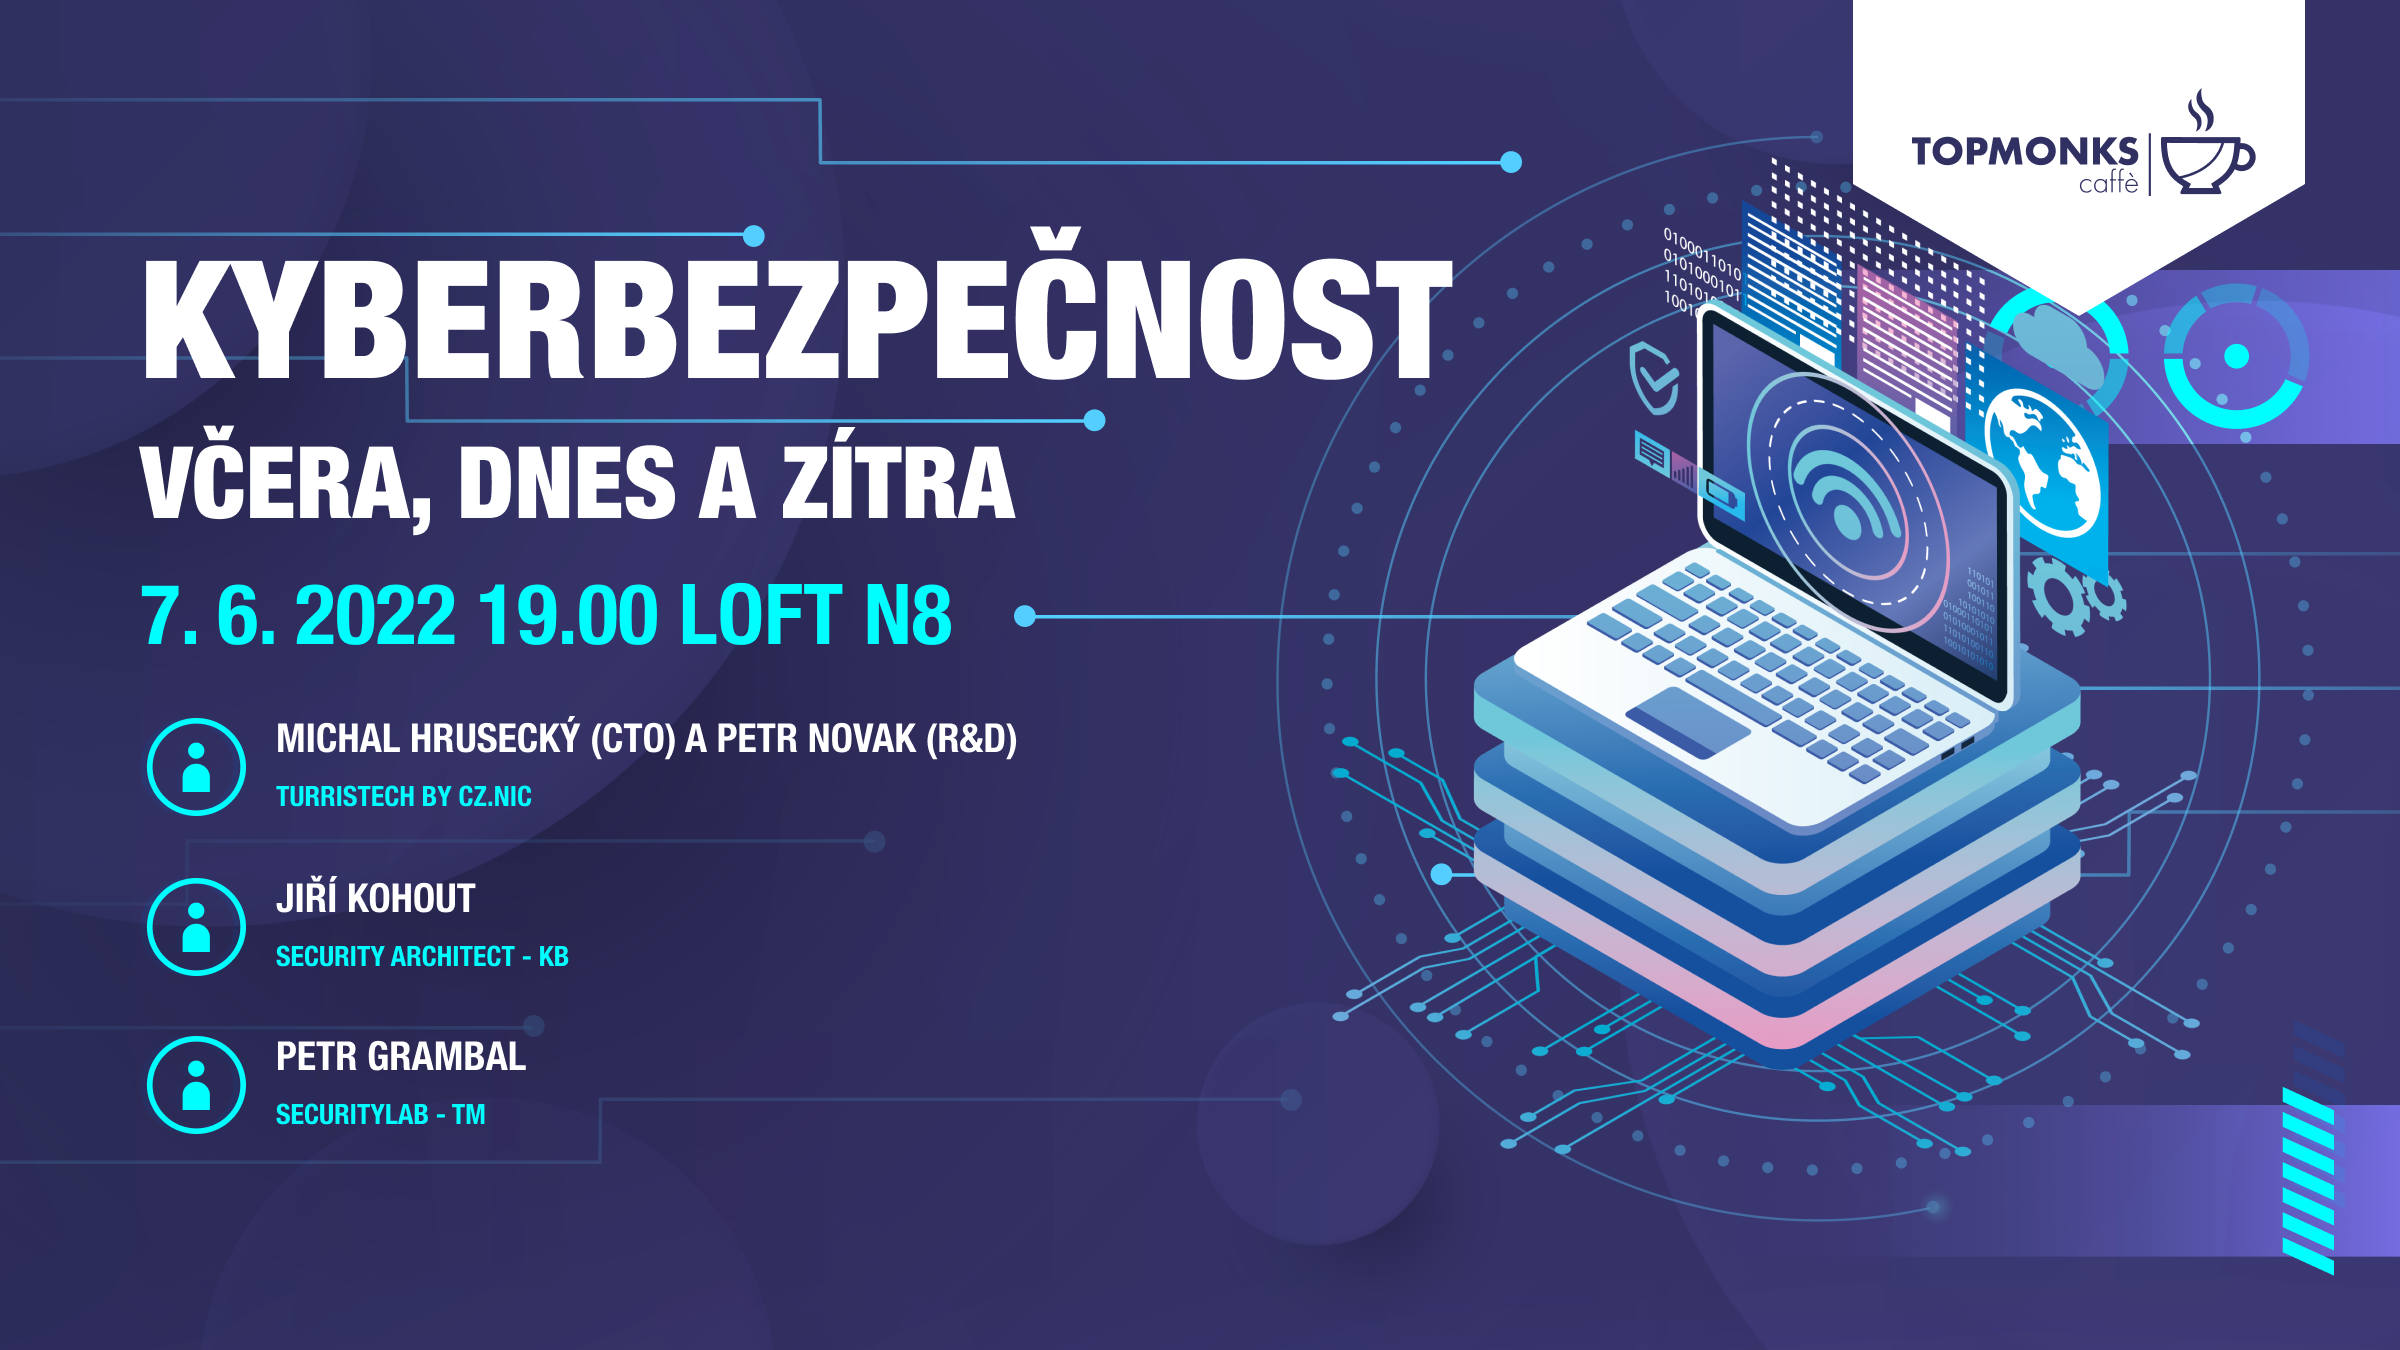 TOPMONKS
caffè
KYBERBEZPEČNOST
VČERA, DNES A ZÍTRA
7. 6. 2022 19.00 LOFT N8
MICHAL HRUSECKÝ (CTO) A PETR NOVAK (R&D)
TURRISTECH BY CZ.NIC
JIŘÍ KOHOUT
SECURITY ARCHITECT - KB
PETR GRAMBAL
SECURITYLAB - TM